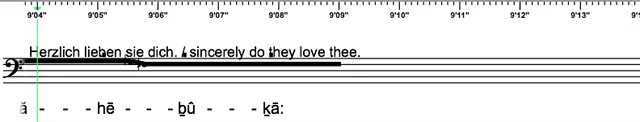 9'04" 9'05" 9'06" 9'07" 9'08" 9'09" 9'10" 9'11" 9'12" 9'13"
Herzlich lieben sie dich. / sincerely do they love thee.
ă - - - hē - - - ḇû - - - ḵā: